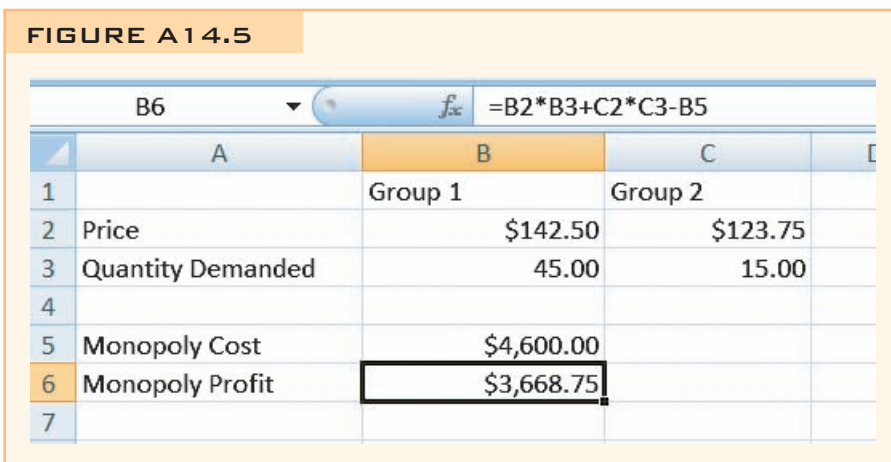 FIGURE A14.5
B6 fx =B2*B3+C2*C3-B5
A B C
1 Group 1 Group 2
2 Price $142.50 $123.75
3 Quantity Demanded 45.00 15.00
4
5 Monopoly Cost $4,600.00
6 Monopoly Profit $3,668.75
7